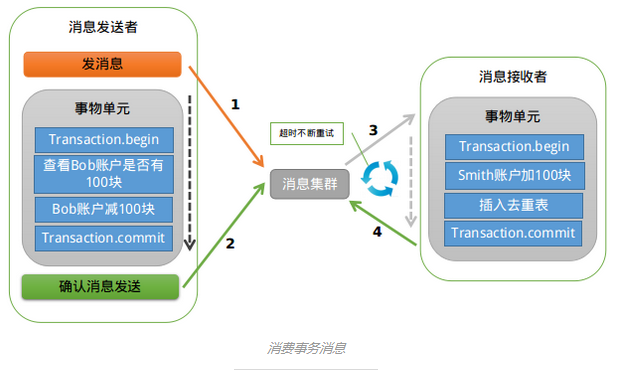 消息发送者
发消息
事物单元
Transaction.begin
查看Bob账户是否有
100块
Bob账户减100块
Transaction.commit
确认消息发送
1
2
超时不断重试
消息集群
3
4
消息接收者
事物单元
Transaction.begin
Smith账户加100块
插入去重表
Transaction.commit
消费事务消息